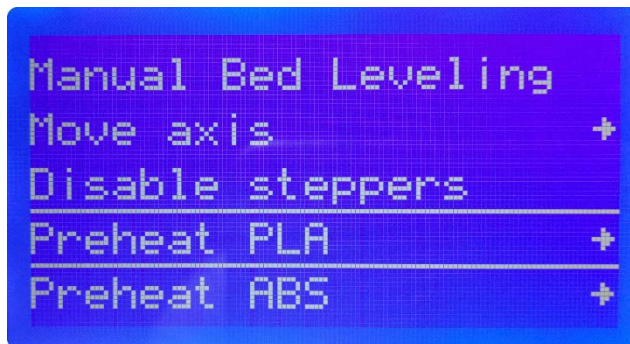 Manual Bed Leveling
Move axis →
Disable steppers
Preheat PLA →
Preheat ABS →